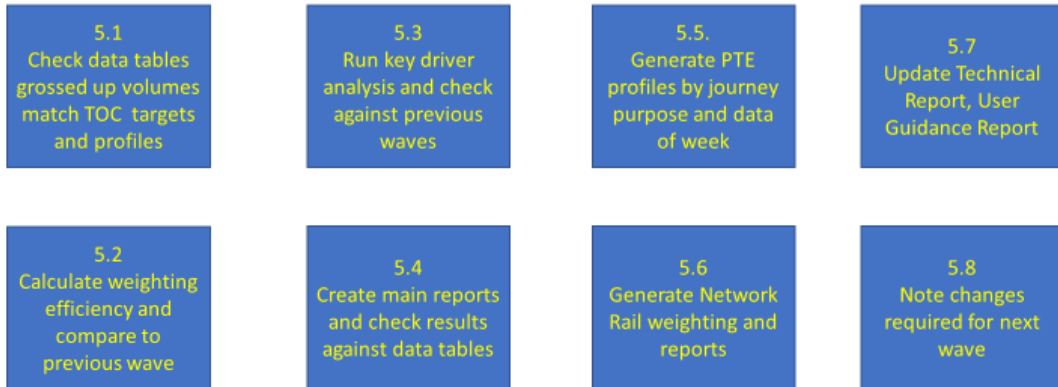 5.1
Check data tables
grossed up volumes
match TOC targets
and profiles
5.2
Calculate weighting
efficiency and
compare to
previous wave
5.3
Run key driver
analysis and check
against previous
waves
5.4
Create main reports
and check results
against data tables
5.5.
Generate PTE
profiles by journey
purpose and data
of week
5.6
Generate Network
Rail weighting and
reports
5.7
Update Technical
Report, User
Guidance Report
5.8
Note changes
required for next
wave